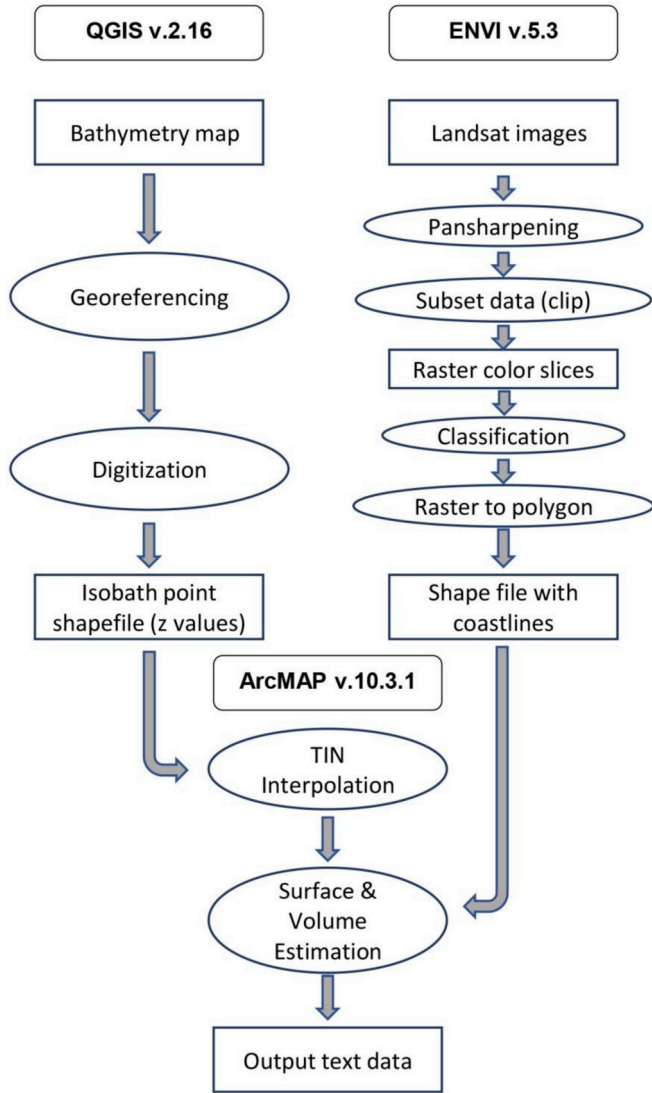 QGIS v.2.16
Bathymetry map
Georeferencing
Digitization
Isobath point
shapefile (z values)
ENVI v.5.3
Landsat images
Pansharpening
Subset data (clip)
Raster color slices
Classification
Raster to polygon
Shape file with
coastlines
ArcMAP v.10.3.1
TIN
Interpolation
Surface &
Volume
Estimation
Output text data